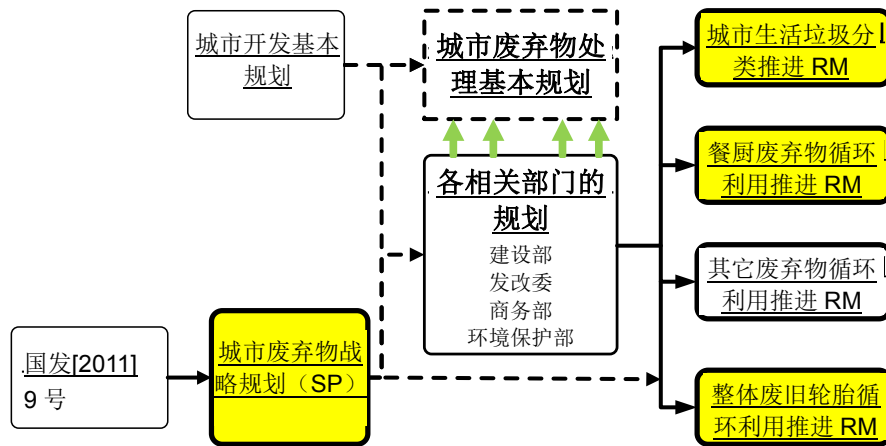 城市开发基本
规划
城市废弃物处
理基本规划
各相关部门的
规划
建设部
发改委
商务部
环境保护部
国发[2011]
9 号
城市废弃物战
略规划（SP）
城市生活垃圾分
类推进 RM
餐厨废弃物循环
利用推进 RM
其它废弃物循环
利用推进 RM
整体废旧轮胎循
环利用推进 RM